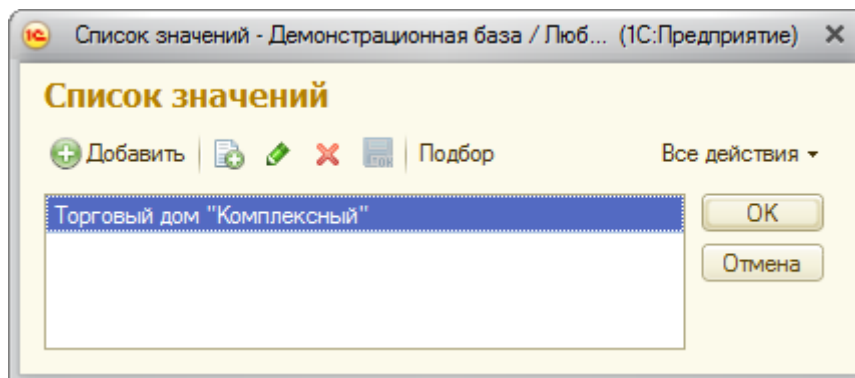 Список значений - Демонстрационная база / Люб... (1С:Предприятие)
Список значений
Добавить Подбор Все действия
Торговый дом "Комплексный"
OK
Отмена